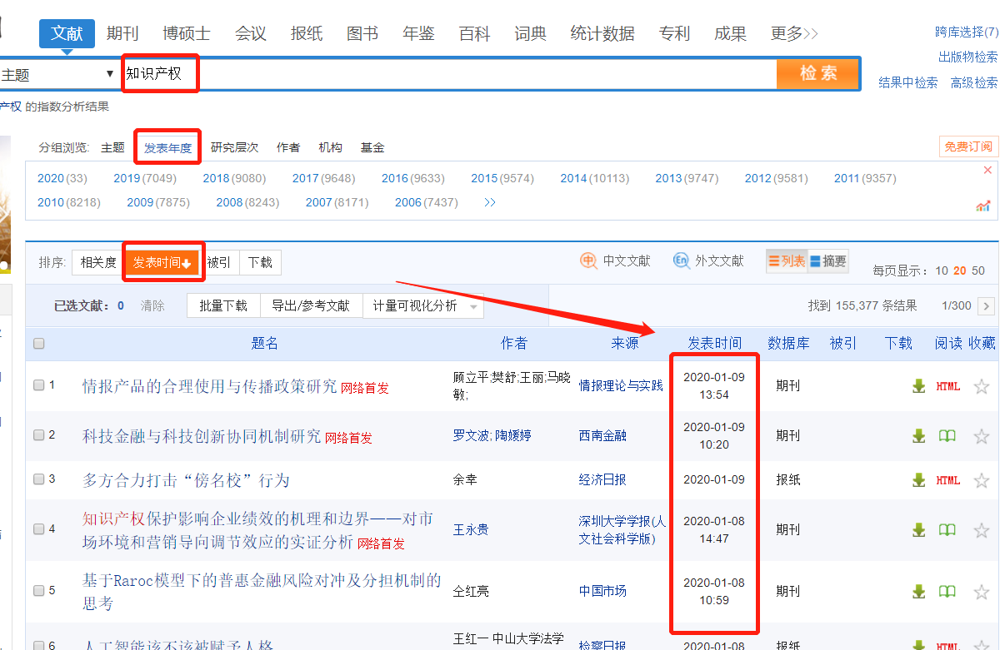 文献 期刊 博硕士 会议 报纸 图书 年鉴 百科 词典 统计数据 专利 成果 更多>>
跨库选择(7)
出版物检索
主题 ▼ 知识产权 检索
结果中检索 高级检索
产权 的指数分析结果
分组浏览: 主题 发表年度 研究层次 作者 机构 基金
免费订阅
2020(33) 2019(7049) 2018(9080) 2017(9648) 2016(9633) 2015(9574) 2014(10113) 2013(9747) 2012(9581) 2011(9357)
2010(8218) 2009(7875) 2008(8243) 2007(8171) 2006(7437) >>
排序: 相关度 发表时间 被引 下载 中文文献 En 外文文献 列表 摘要 每页显示: 10 20 50
已选文献: 0 清除 批量下载 导出/参考文献 计量可视化分析 找到 155,377 条结果 1/300 >
题名 作者 来源 发表时间 数据库 被引 下载 阅读 收藏
1 情报产品的合理使用与传播政策研究 网络首发 顾立平;樊舒;王丽;马晓敏; 情报理论与实践 2020-01-09 13:54 期刊 HTML
2 科技金融与科技创新协同机制研究 网络首发 罗文波; 陶媛婷 西南金融 2020-01-09 10:20 期刊
3 多方合力打击“傍名校”行为 余幸 经济日报 2020-01-09 报纸 HTML
4 知识产权保护影响企业绩效的机理和边界——对市场环境和营销导向调节效应的实证分析 网络首发 王永贵 深圳大学学报(人文社会科学版) 2020-01-08 14:47 期刊
5 基于Raroc模型下的普惠金融风险对冲及分担机制的思考 仝红亮 中国市场 2020-01-08 10:59 期刊
6 人工智能该不该被赋予人格 王红一 中山大学法学 检察日报 2020-01-08 报纸 HTML